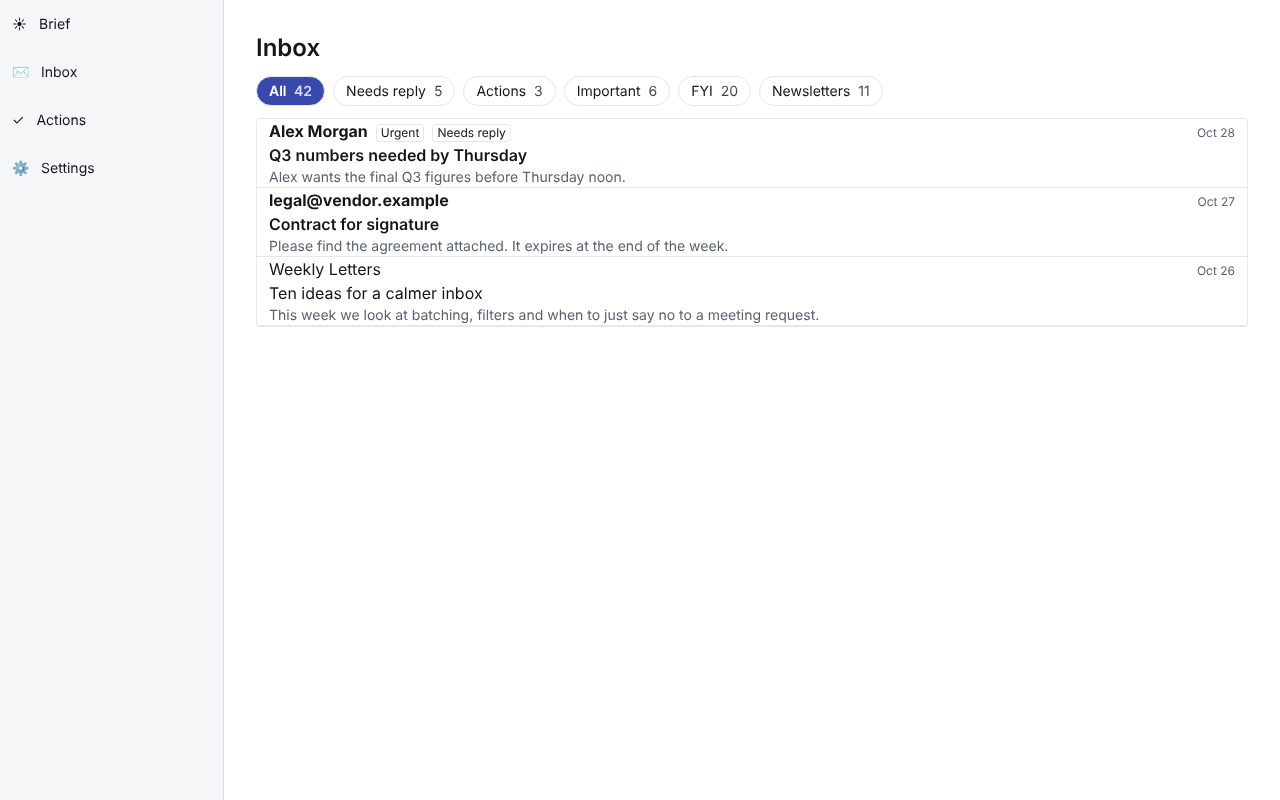 Brief
Inbox
Actions
Settings
Inbox
All 42 Needs reply 5 Actions 3 Important 6 FYI 20 Newsletters 11
Alex Morgan Urgent Needs reply Oct 28
Q3 numbers needed by Thursday
Alex wants the final Q3 figures before Thursday noon.
legal@vendor.example Oct 27
Contract for signature
Please find the agreement attached. It expires at the end of the week.
Weekly Letters Oct 26
Ten ideas for a calmer inbox
This week we look at batching, filters and when to just say no to a meeting request.